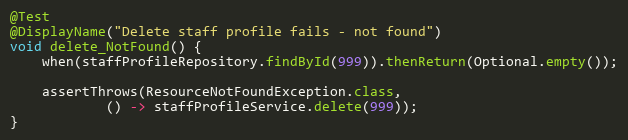 @Test
@DisplayName("Delete staff profile fails - not found")
void delete_NotFound() {
    when(staffProfileRepository.findById(999)).thenReturn(Optional.empty());

    assertThrows(ResourceNotFoundException.class,
            () -> staffProfileService.delete(999));
}